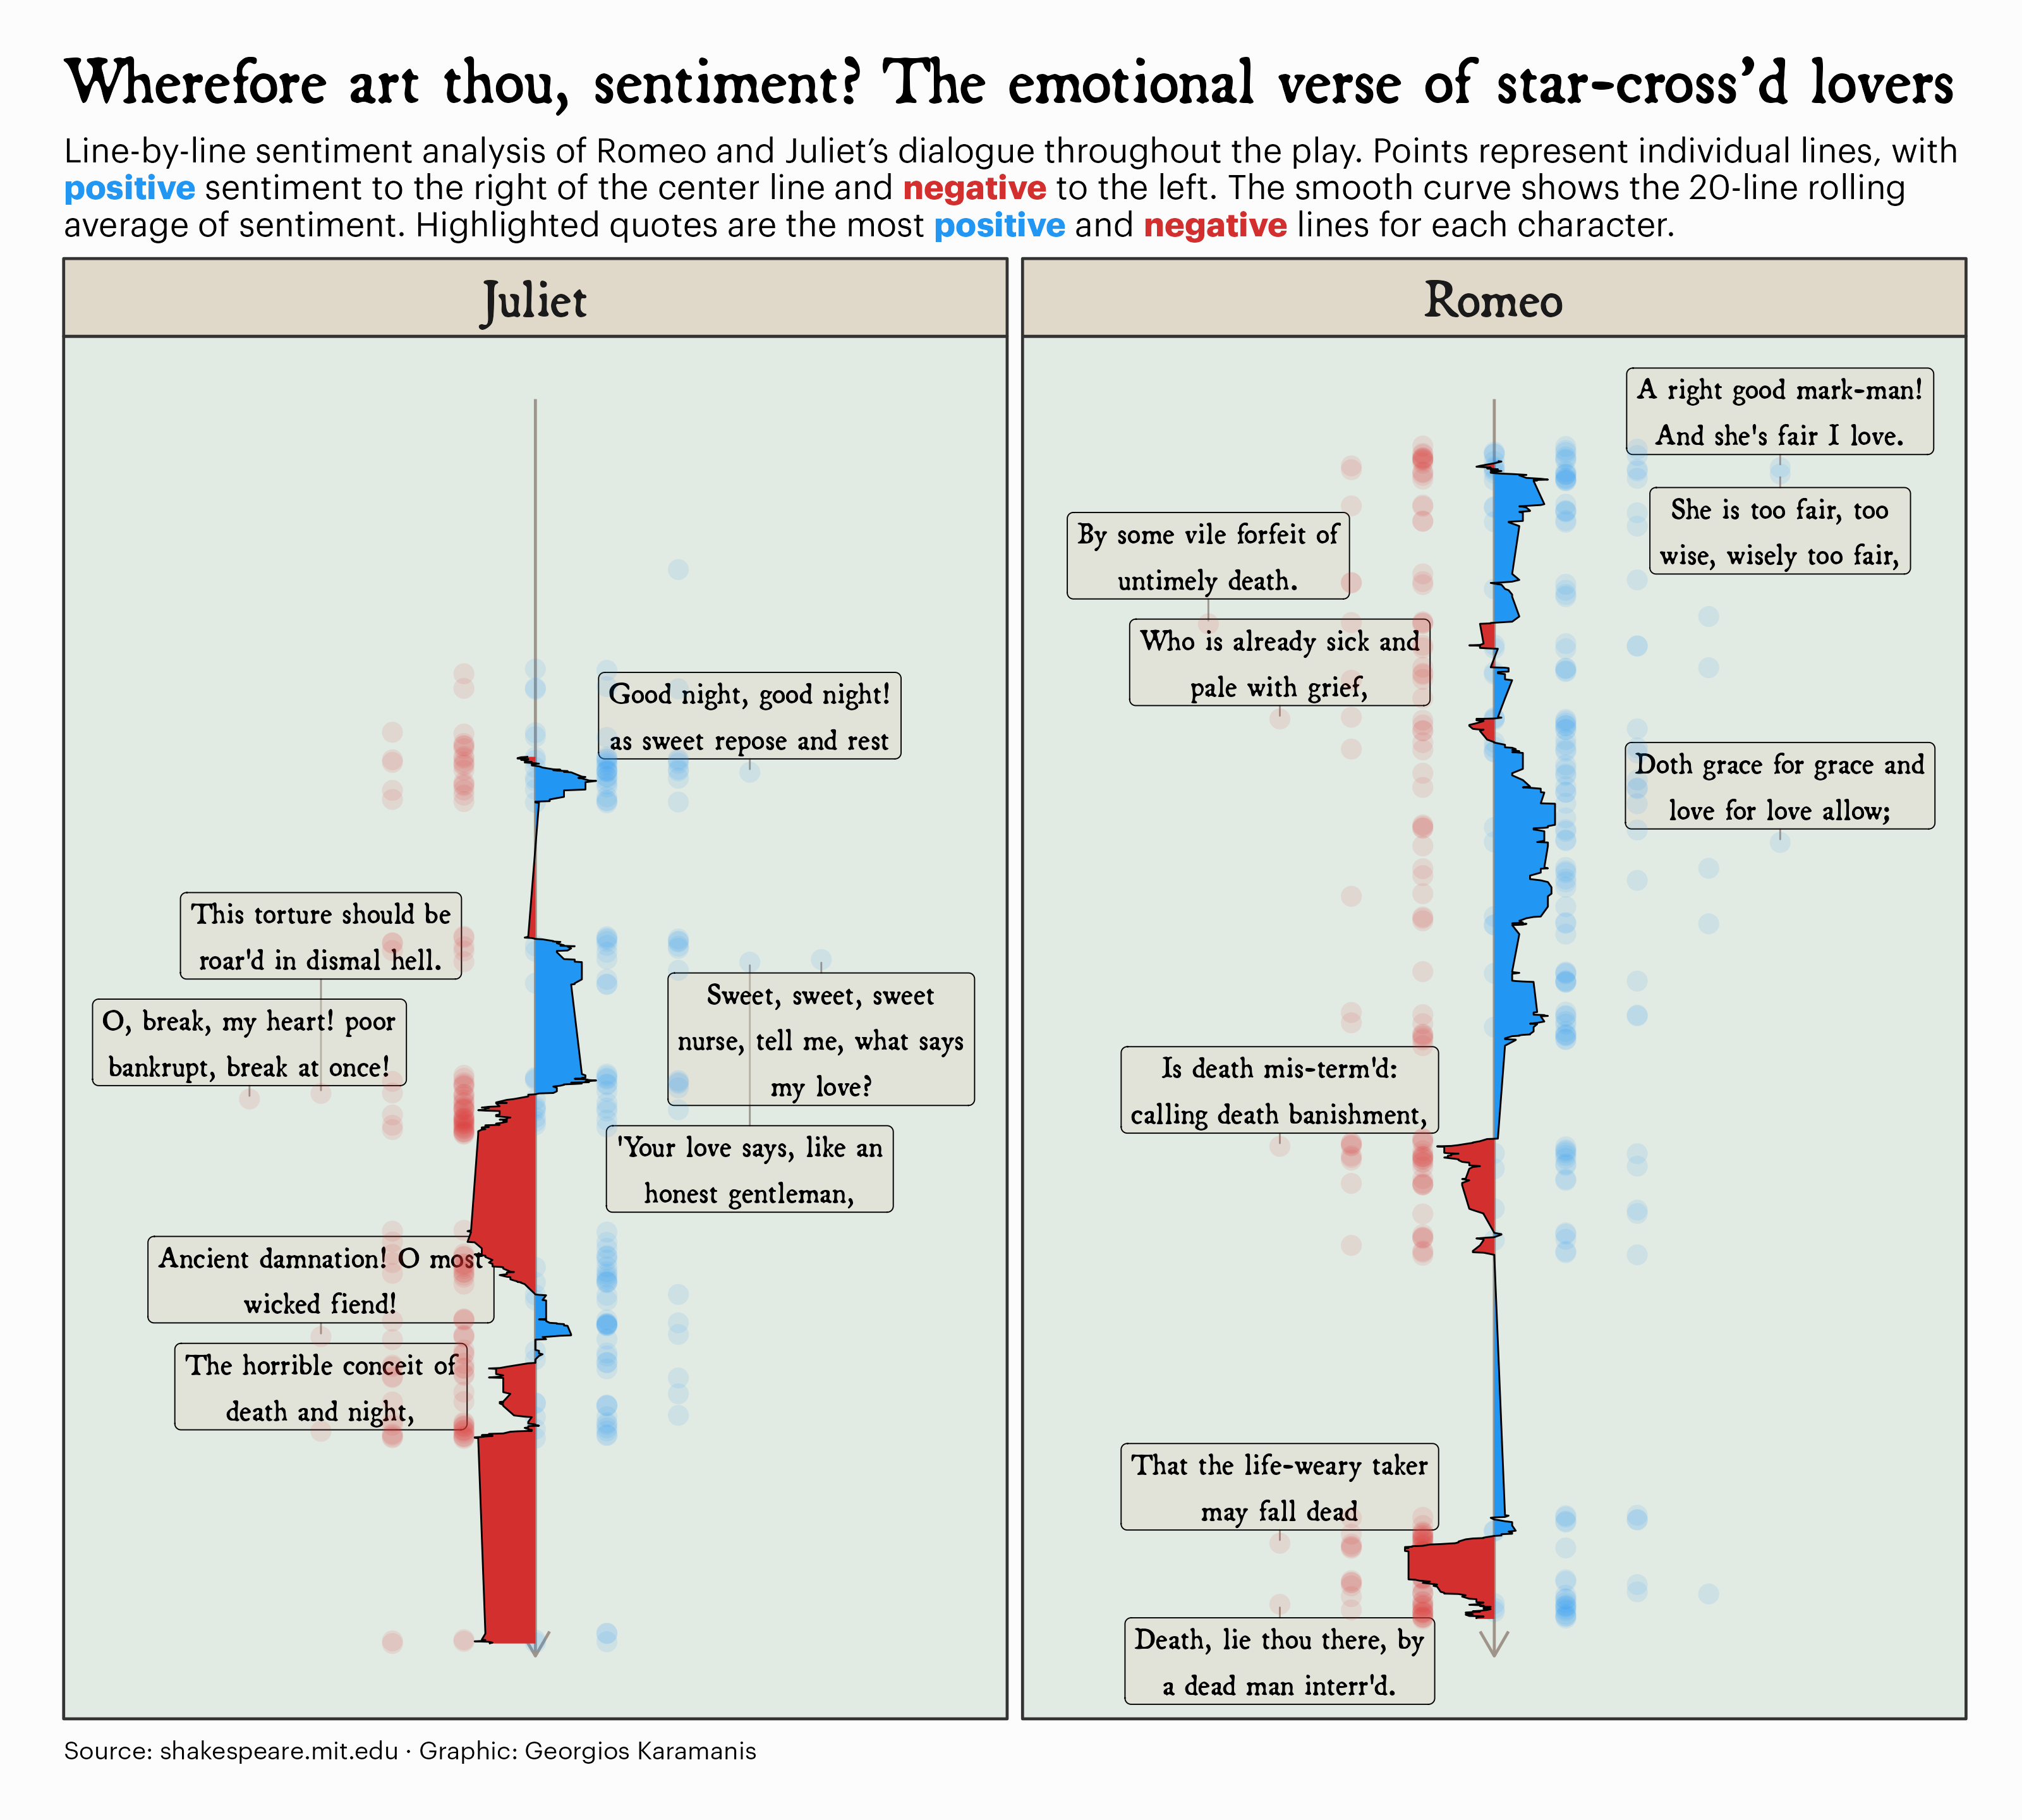 Wherefore art thou, sentiment? The emotional verse of star-cross’d lovers
Line-by-line sentiment analysis of Romeo and Juliet’s dialogue throughout the play. Points represent individual lines, with
positive sentiment to the right of the center line and negative to the left. The smooth curve shows the 20-line rolling
average of sentiment. Highlighted quotes are the most positive and negative lines for each character.
Juliet
Good night, good night!
as sweet repose and rest
This torture should be
roar'd in dismal hell.
O, break, my heart! poor
bankrupt, break at once!
Sweet, sweet, sweet
nurse, tell me, what says
my love?
'Your love says, like an
honest gentleman,
Ancient damnation! O most
wicked fiend!
The horrible conceit of
death and night,
Romeo
A right good mark-man!
And she's fair I love.
She is too fair, too
wise, wisely too fair,
By some vile forfeit of
untimely death.
Who is already sick and
pale with grief,
Doth grace for grace and
love for love allow;
Is death mis-term'd:
calling death banishment,
That the life-weary taker
may fall dead
Death, lie thou there, by
a dead man interr'd.
Source: shakespeare.mit.edu · Graphic: Georgios Karamanis